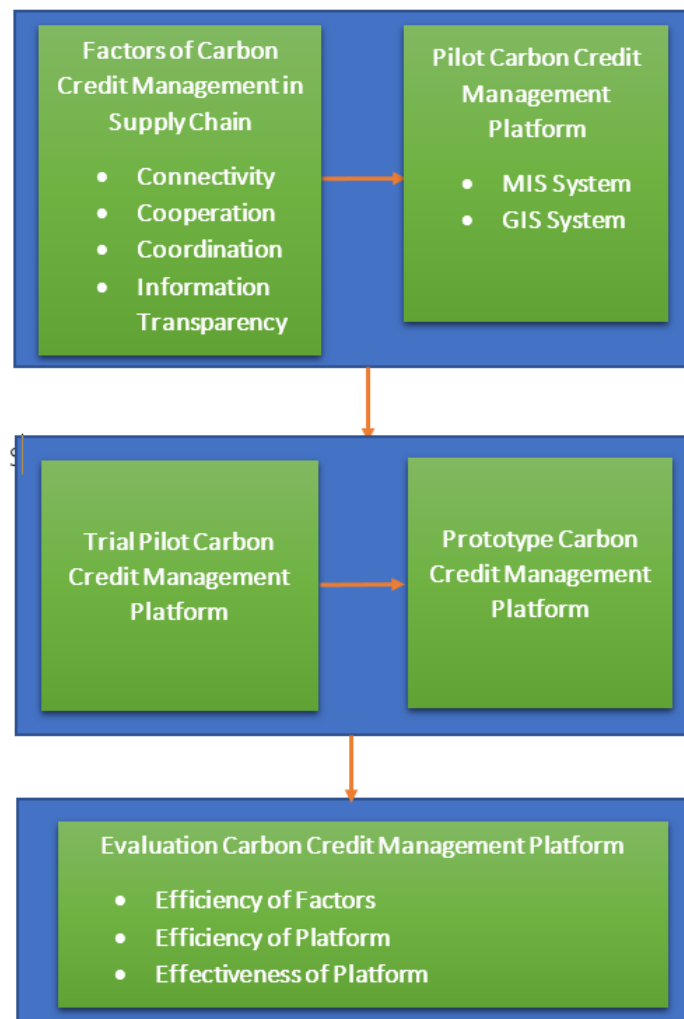 Factors of Carbon
Credit Management in
Supply Chain
• Connectivity
• Cooperation
• Coordination
• Information
Transparency
Pilot Carbon Credit
Management
Platform
• MIS System
• GIS System
Trial Pilot Carbon
Credit Management
Platform
Prototype Carbon
Credit Management
Platform
Evaluation Carbon Credit Management Platform
• Efficiency of Factors
• Efficiency of Platform
• Effectiveness of Platform